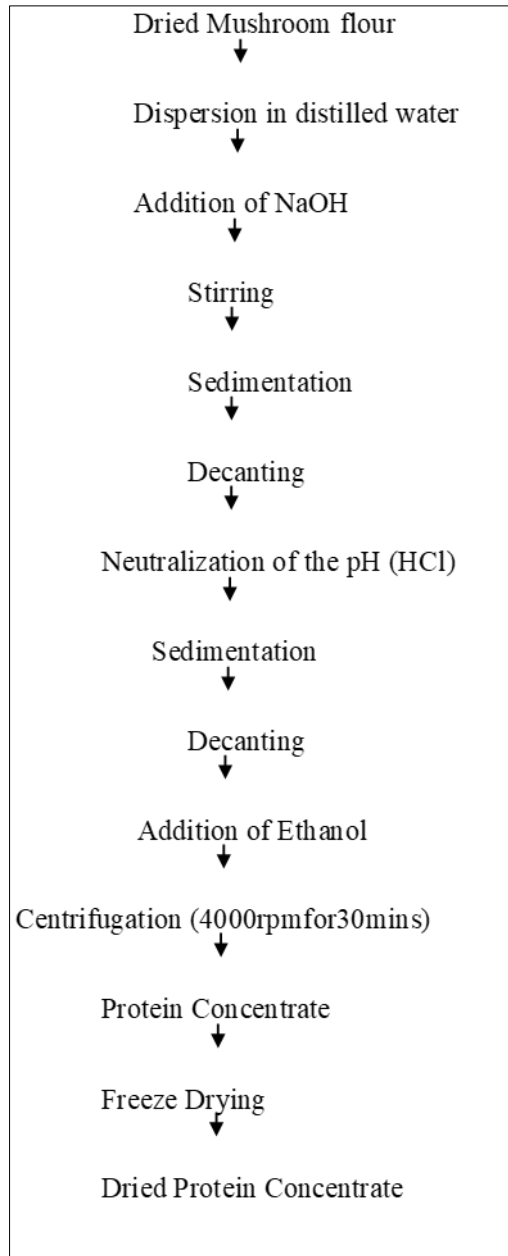 Dried Mushroom flour
Dispersion in distilled water
Addition of NaOH
Stirring
Sedimentation
Decanting
Neutralization of the pH (HCl)
Sedimentation
Decanting
Addition of Ethanol
Centrifugation (4000rpmfor30mins)
Protein Concentrate
Freeze Drying
Dried Protein Concentrate